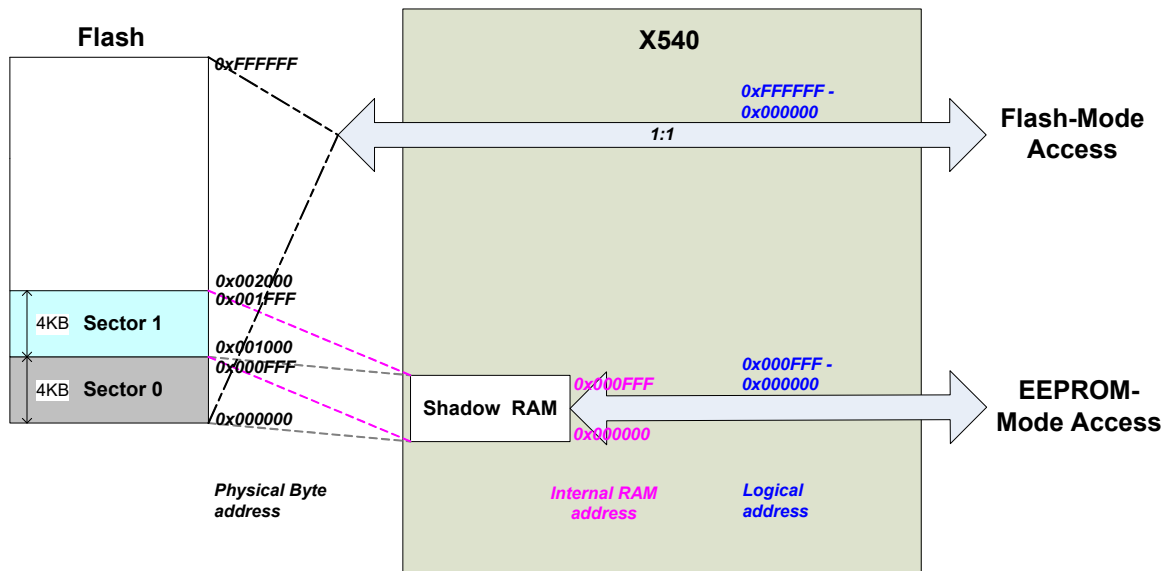 Flash
X540
0xFFFFFF
0xFFFFFF -
0x000000
1:1
Flash-Mode
Access
0x002000
0x001FFF
4KB
Sector 1
0x001000
0x000FFF
4KB
Sector 0
0x000000
Shadow RAM
0x000FFF
0x000000
0x000FFF -
0x000000
EEPROM-
Mode Access
Physical Byte
address
Internal RAM
address
Logical
address